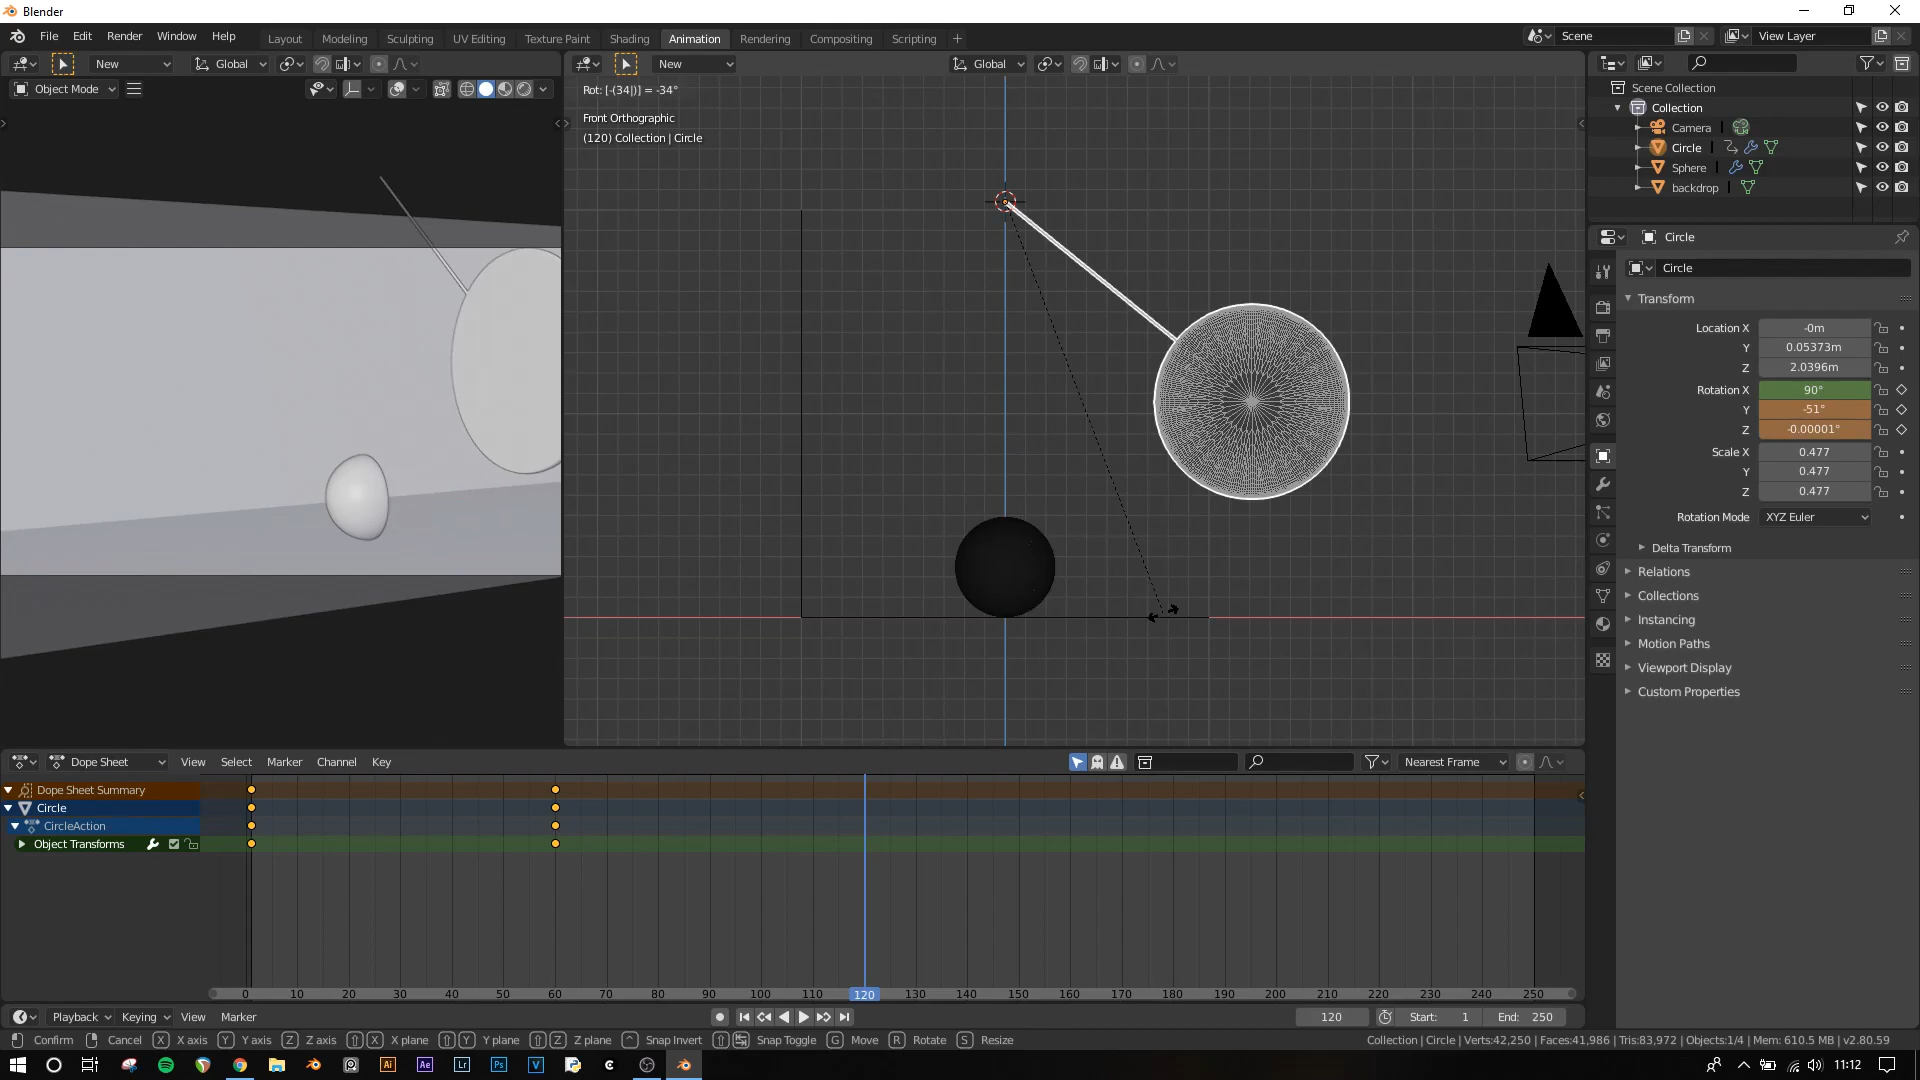 Blender
File Edit Render Window Help Layout Modeling Sculpting UV Editing Texture Paint Shading Animation Rendering Compositing Scripting + Scene View Layer
New Global New Global
Object Mode Rot: [-(34|)] = -34°
Front Orthographic
(120) Collection | Circle
Scene Collection
Collection
Camera
Circle
Sphere
backdrop
Circle
Circle
Transform
Location X -0m
Y 0.05373m
Z 2.0396m
Rotation X 90°
Y -51°
Z -0.00001°
Scale X 0.477
Y 0.477
Z 0.477
Rotation Mode XYZ Euler
Delta Transform
Relations
Collections
Instancing
Motion Paths
Viewport Display
Custom Properties
Dope Sheet View Select Marker Channel Key Nearest Frame
Dope Sheet Summary
Circle
CircleAction
Object Transforms
0 10 20 30 40 50 60 70 80 90 100 110 120 130 140 150 160 170 180 190 200 210 220 230 240 250
Playback Keying View Marker 120 Start: 1 End: 250
Confirm Cancel X X axis Y Y axis Z Z axis X X plane Y Y plane Z Z plane Snap Invert Snap Toggle G Move R Rotate S Resize Collection | Circle | Verts:42,250 | Faces:41,986 | Tris:83,972 | Objects:1/4 | Mem: 610.5 MB | v2.80.59
Ai Ae Lr Ps V C 11:12